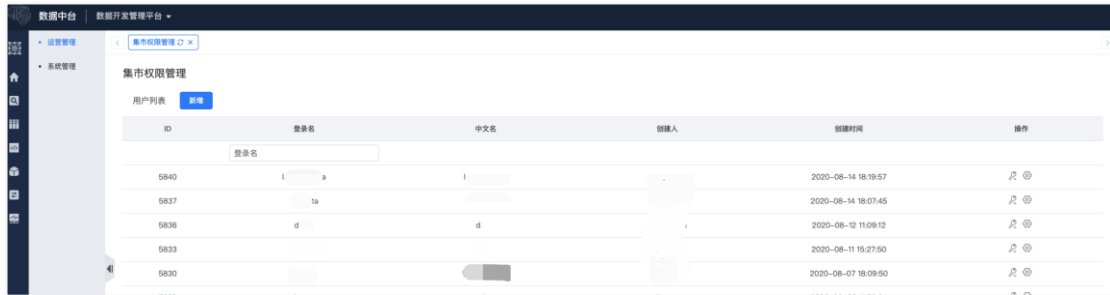 数据中台 数据开发管理平台
运营管理
系统管理
集市权限管理
集市权限管理
用户列表 新增
ID 登录名 中文名 创建人 创建时间 操作
登录名
5840 l a l 2020-08-14 18:19:57
5837 ta 2020-08-14 18:07:45
5836 d d 2020-08-12 11:09:12
5833 2020-08-11 15:27:50
5830 2020-08-07 18:09:50